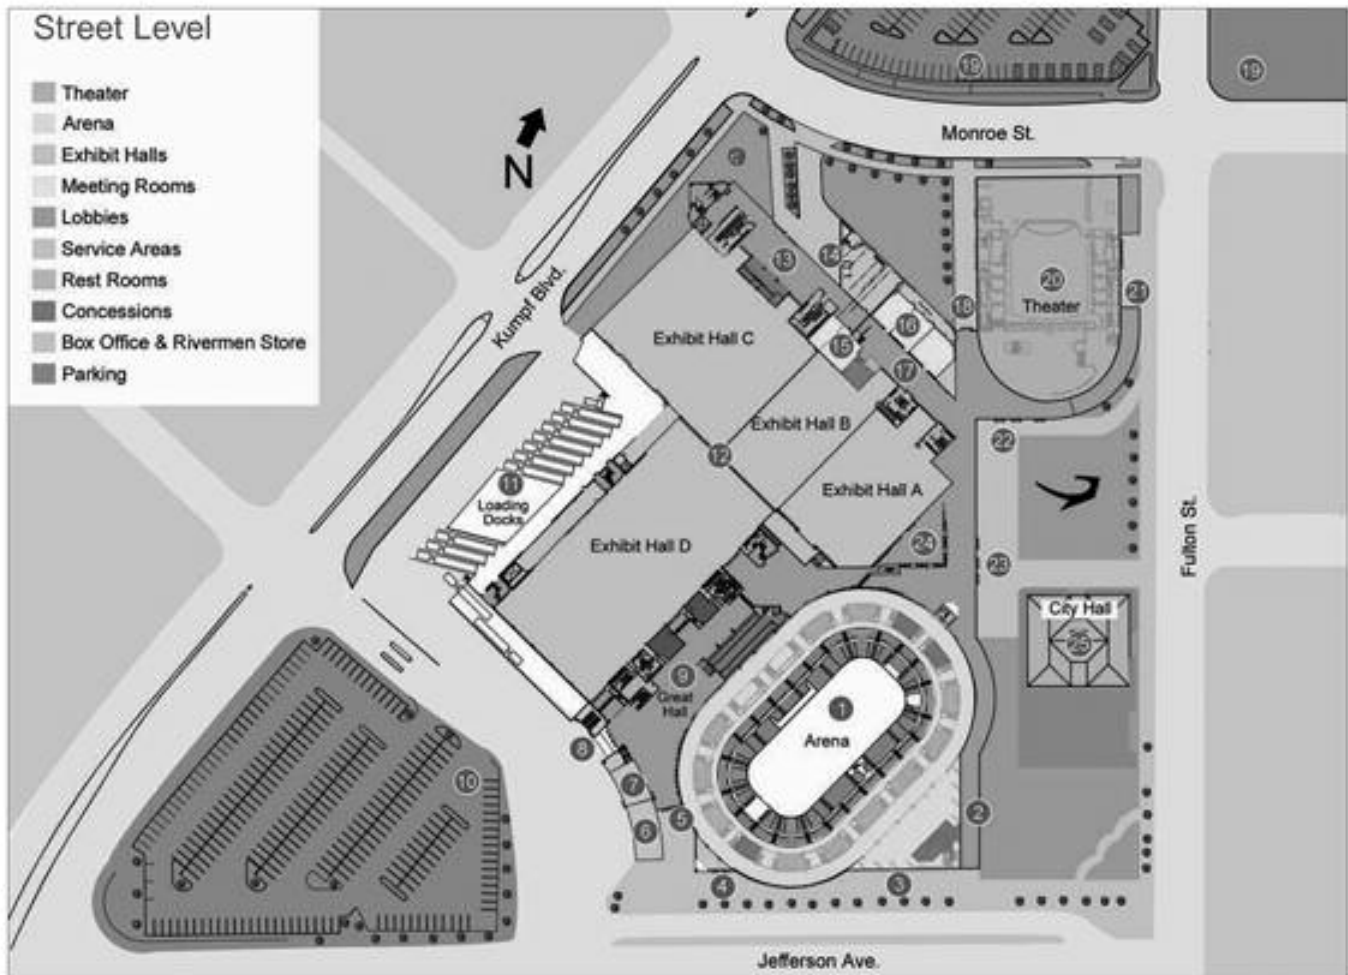 Street Level
Theater
Arena
Exhibit Halls
Meeting Rooms
Lobbies
Service Areas
Rest Rooms
Concessions
Box Office & Rivermen Store
Parking
N
19
19
Monroe St.
Kumpf Blvd.
13
14
20
Theater
21
18
16
15
17
Exhibit Hall C
Exhibit Hall B
12
22
11
Loading
Docks
Exhibit Hall A
Exhibit Hall D
24
23
Fulton St.
City Hall
25
9
Great
Hall
1
Arena
8
10
7
6
5
2
4
3
Jefferson Ave.